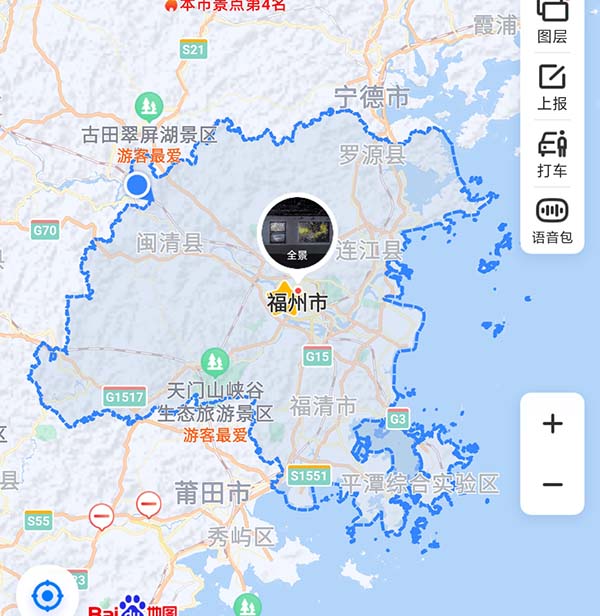 本市景点第4名
霞浦
图层
S21
宁德市
上报
古田翠屏湖景区
游客最爱
罗源县
打车
G70
闽清县
连江县
语音包
全景
福州市
G15
天门山峡谷
生态旅游景区
游客最爱
G1517
福清市
G3
S1551
平潭综合实验区
莆田市
S55
秀屿区
县
区
Bai 地图